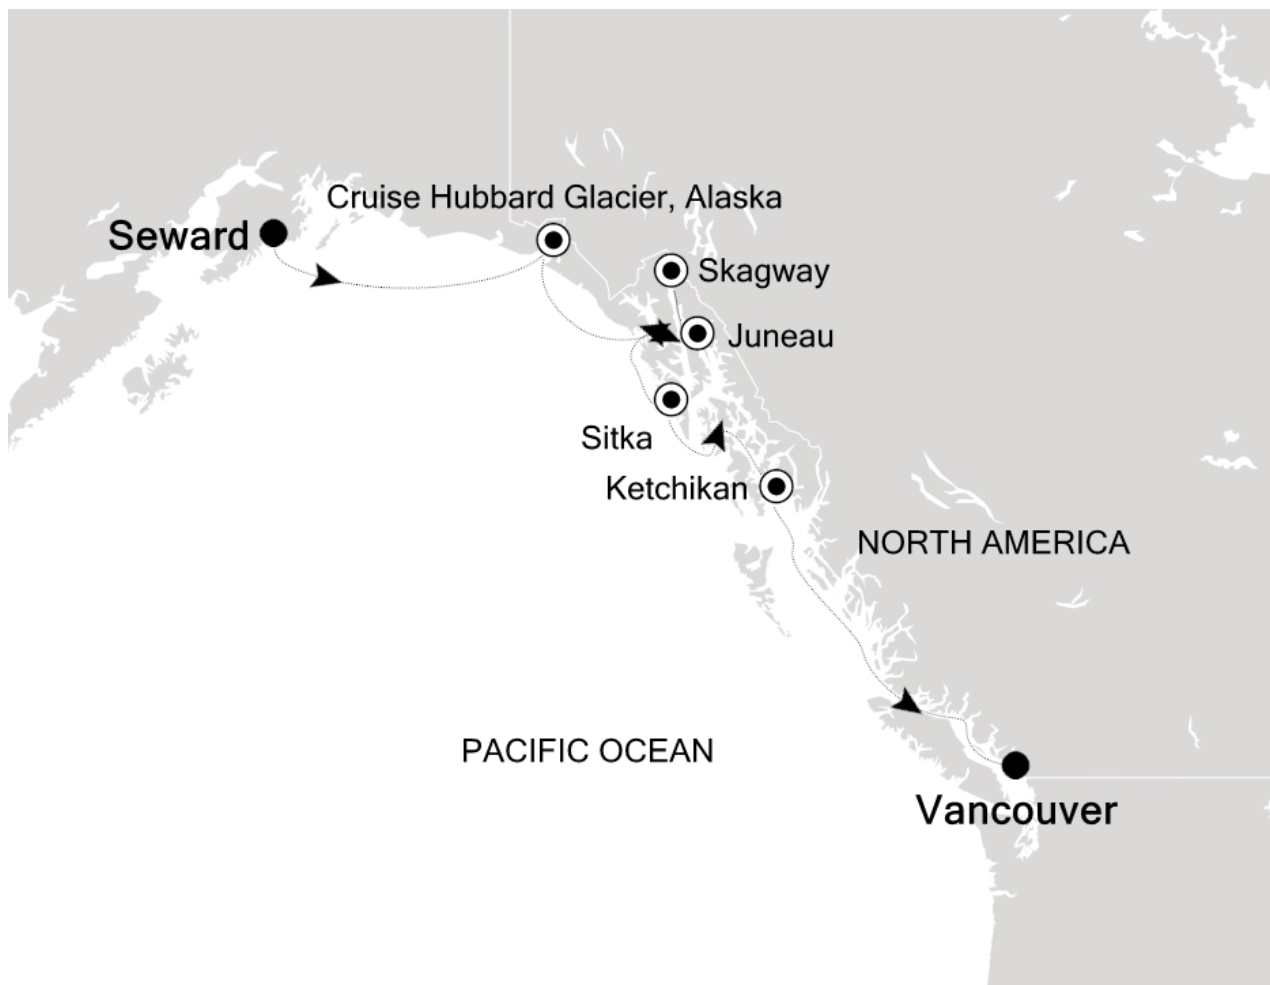 Cruise Hubbard Glacier, Alaska
Seward
Skagway
Juneau
Sitka
Ketchikan
NORTH AMERICA
PACIFIC OCEAN
Vancouver